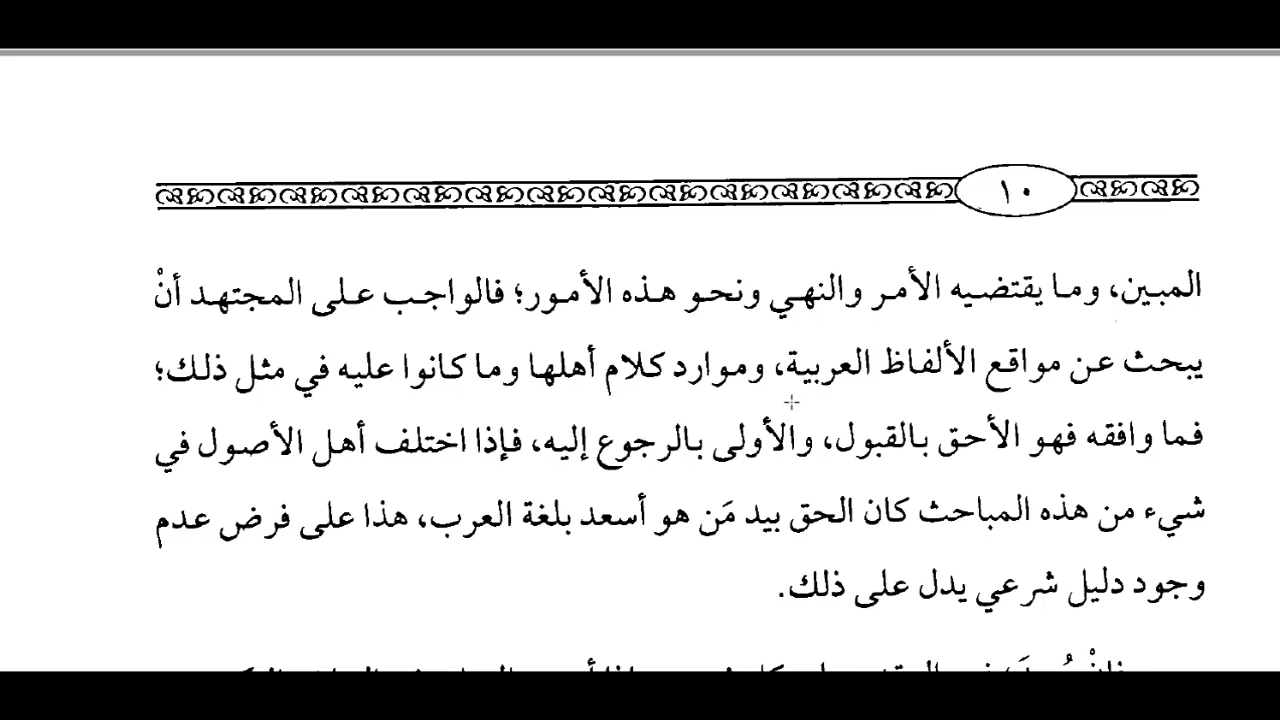 ١٠
المبين، وما يقتضيه الأمر والنهي ونحو هذه الأمور؛ فالواجب على المجتهد أنْ
يبحث عن مواقع الألفاظ العربية، وموارد كلام أهلها وما كانوا عليه في مثل ذلك؛
فما وافقه فهو الأحق بالقبول، والأولى بالرجوع إليه، فإذا اختلف أهل الأصول في
شيء من هذه المباحث كان الحق بيد مَن هو أسعد بلغة العرب، هذا على فرض عدم
وجود دليل شرعي يدل على ذلك.